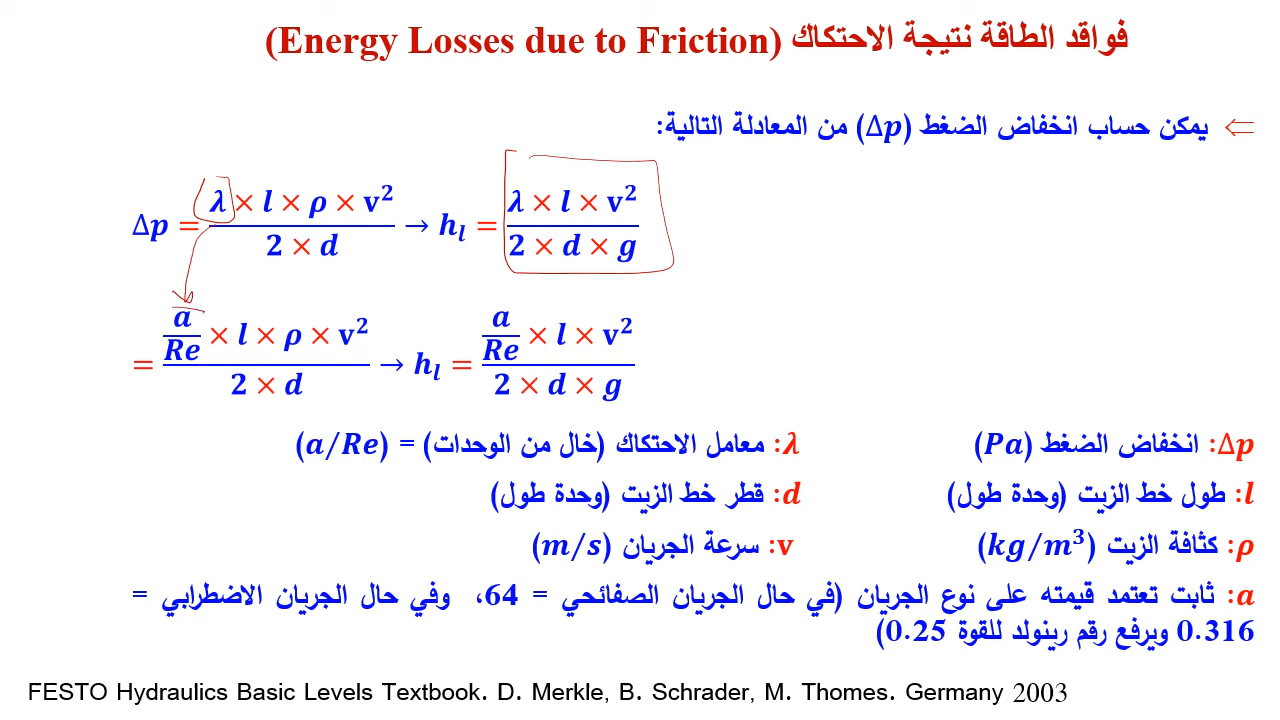 فواقد الطاقة نتيجة الاحتكاك (Energy Losses due to Friction)
⇐ يمكن حساب انخفاض الضغط (Δp) من المعادلة التالية:
Δp = (λ × l × ρ × v²) / (2 × d) → hₗ = (λ × l × v²) / (2 × d × g)
= (a/Re × l × ρ × v²) / (2 × d) → hₗ = (a/Re × l × v²) / (2 × d × g)
Δp: انخفاض الضغط (Pa) λ: معامل الاحتكاك (خال من الوحدات) = (a/Re)
l: طول خط الزيت (وحدة طول) d: قطر خط الزيت (وحدة طول)
ρ: كثافة الزيت (kg/m³) v: سرعة الجريان (m/s)
a: ثابت تعتمد قيمته على نوع الجريان (في حال الجريان الصفائحي = 64، وفي حال الجريان الاضطرابي =
0.316 ويرفع رقم رينولد للقوة 0.25)
FESTO Hydraulics Basic Levels Textbook. D. Merkle, B. Schrader, M. Thomes. Germany 2003